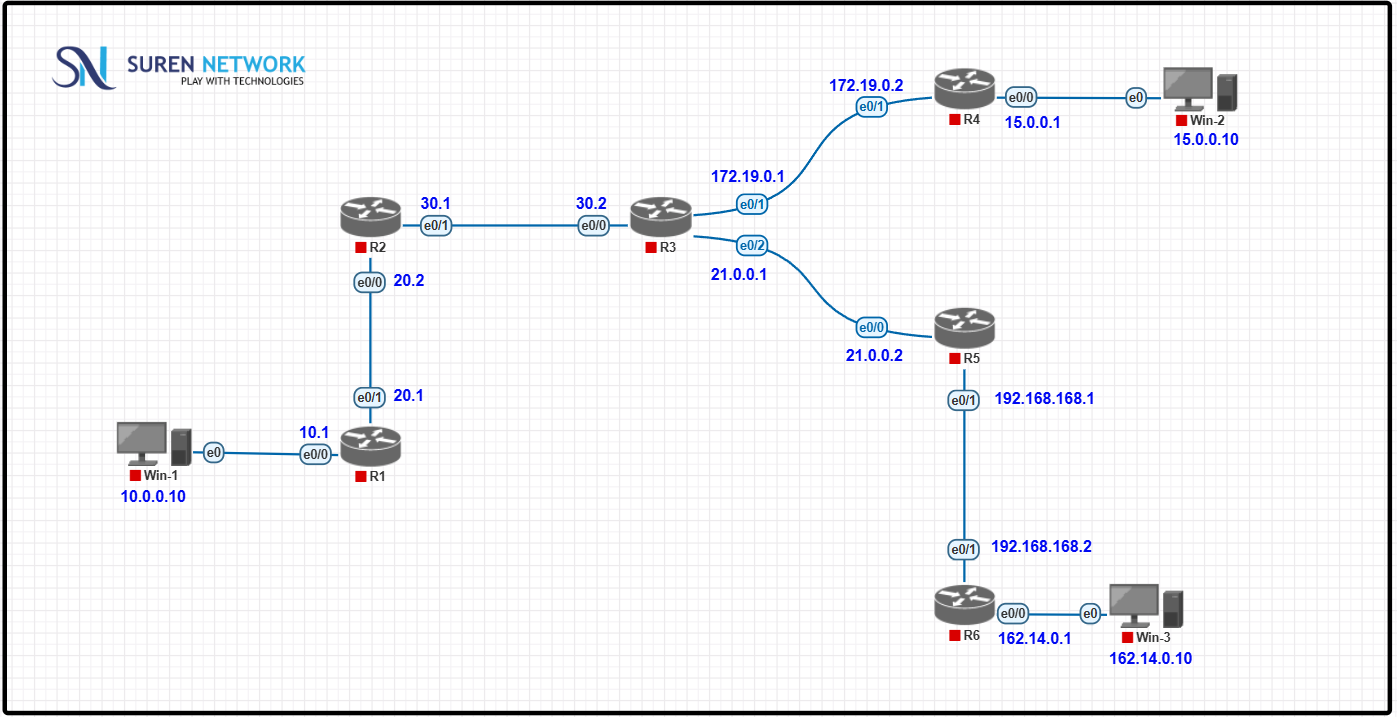 SUREN NETWORK
PLAY WITH TECHNOLOGIES
172.19.0.2
e0/1
R4
e0/0
15.0.0.1
e0
Win-2
15.0.0.10
172.19.0.1
e0/1
30.1
e0/1
R2
30.2
e0/0
R3
e0/2
21.0.0.1
e0/0
20.2
e0/0
21.0.0.2
R5
e0/1
192.168.168.1
e0/1
20.1
10.1
e0
e0/0
R1
Win-1
10.0.0.10
e0/1
192.168.168.2
R6
e0/0
162.14.0.1
e0
Win-3
162.14.0.10